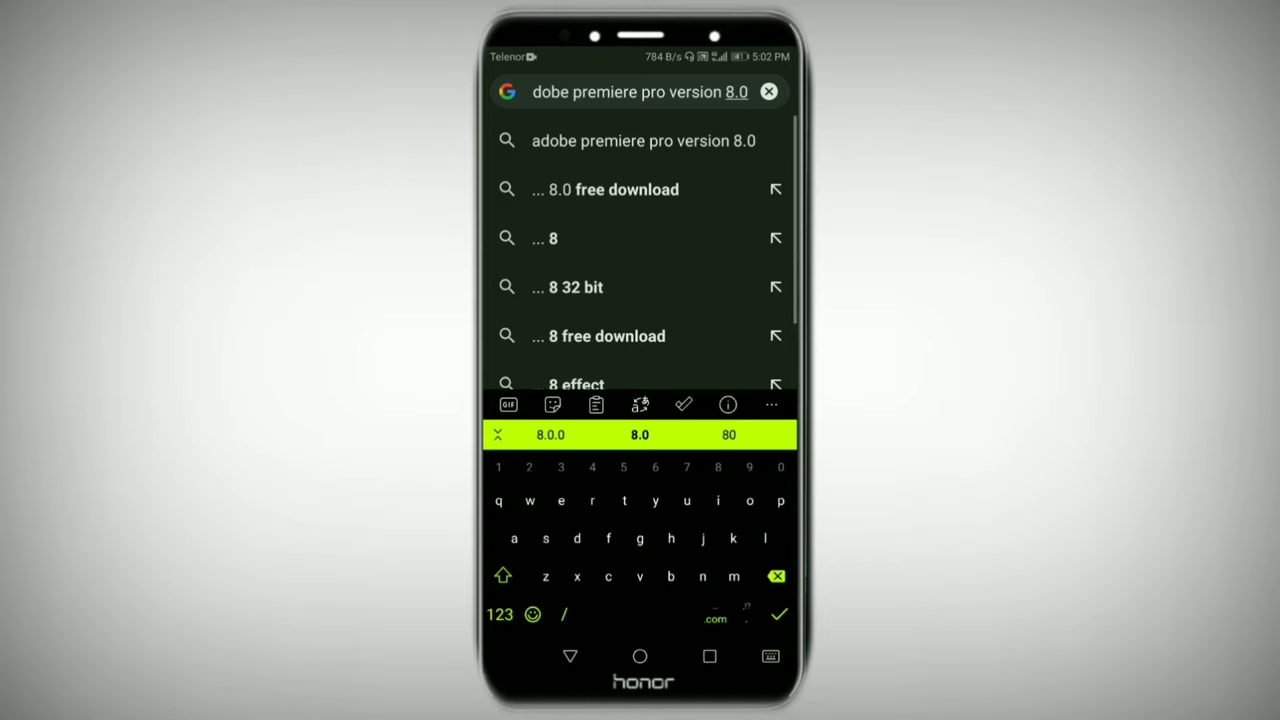 Telenor 784 B/s 5:02 PM
dobe premiere pro version 8.0
adobe premiere pro version 8.0
... 8.0 free download
... 8
... 8 32 bit
... 8 free download
... 8 effect
GIF
8.0.0 8.0 80
1 2 3 4 5 6 7 8 9 0
q w e r t y u i o p
a s d f g h j k l
z x c v b n m
123 / .com .
honor